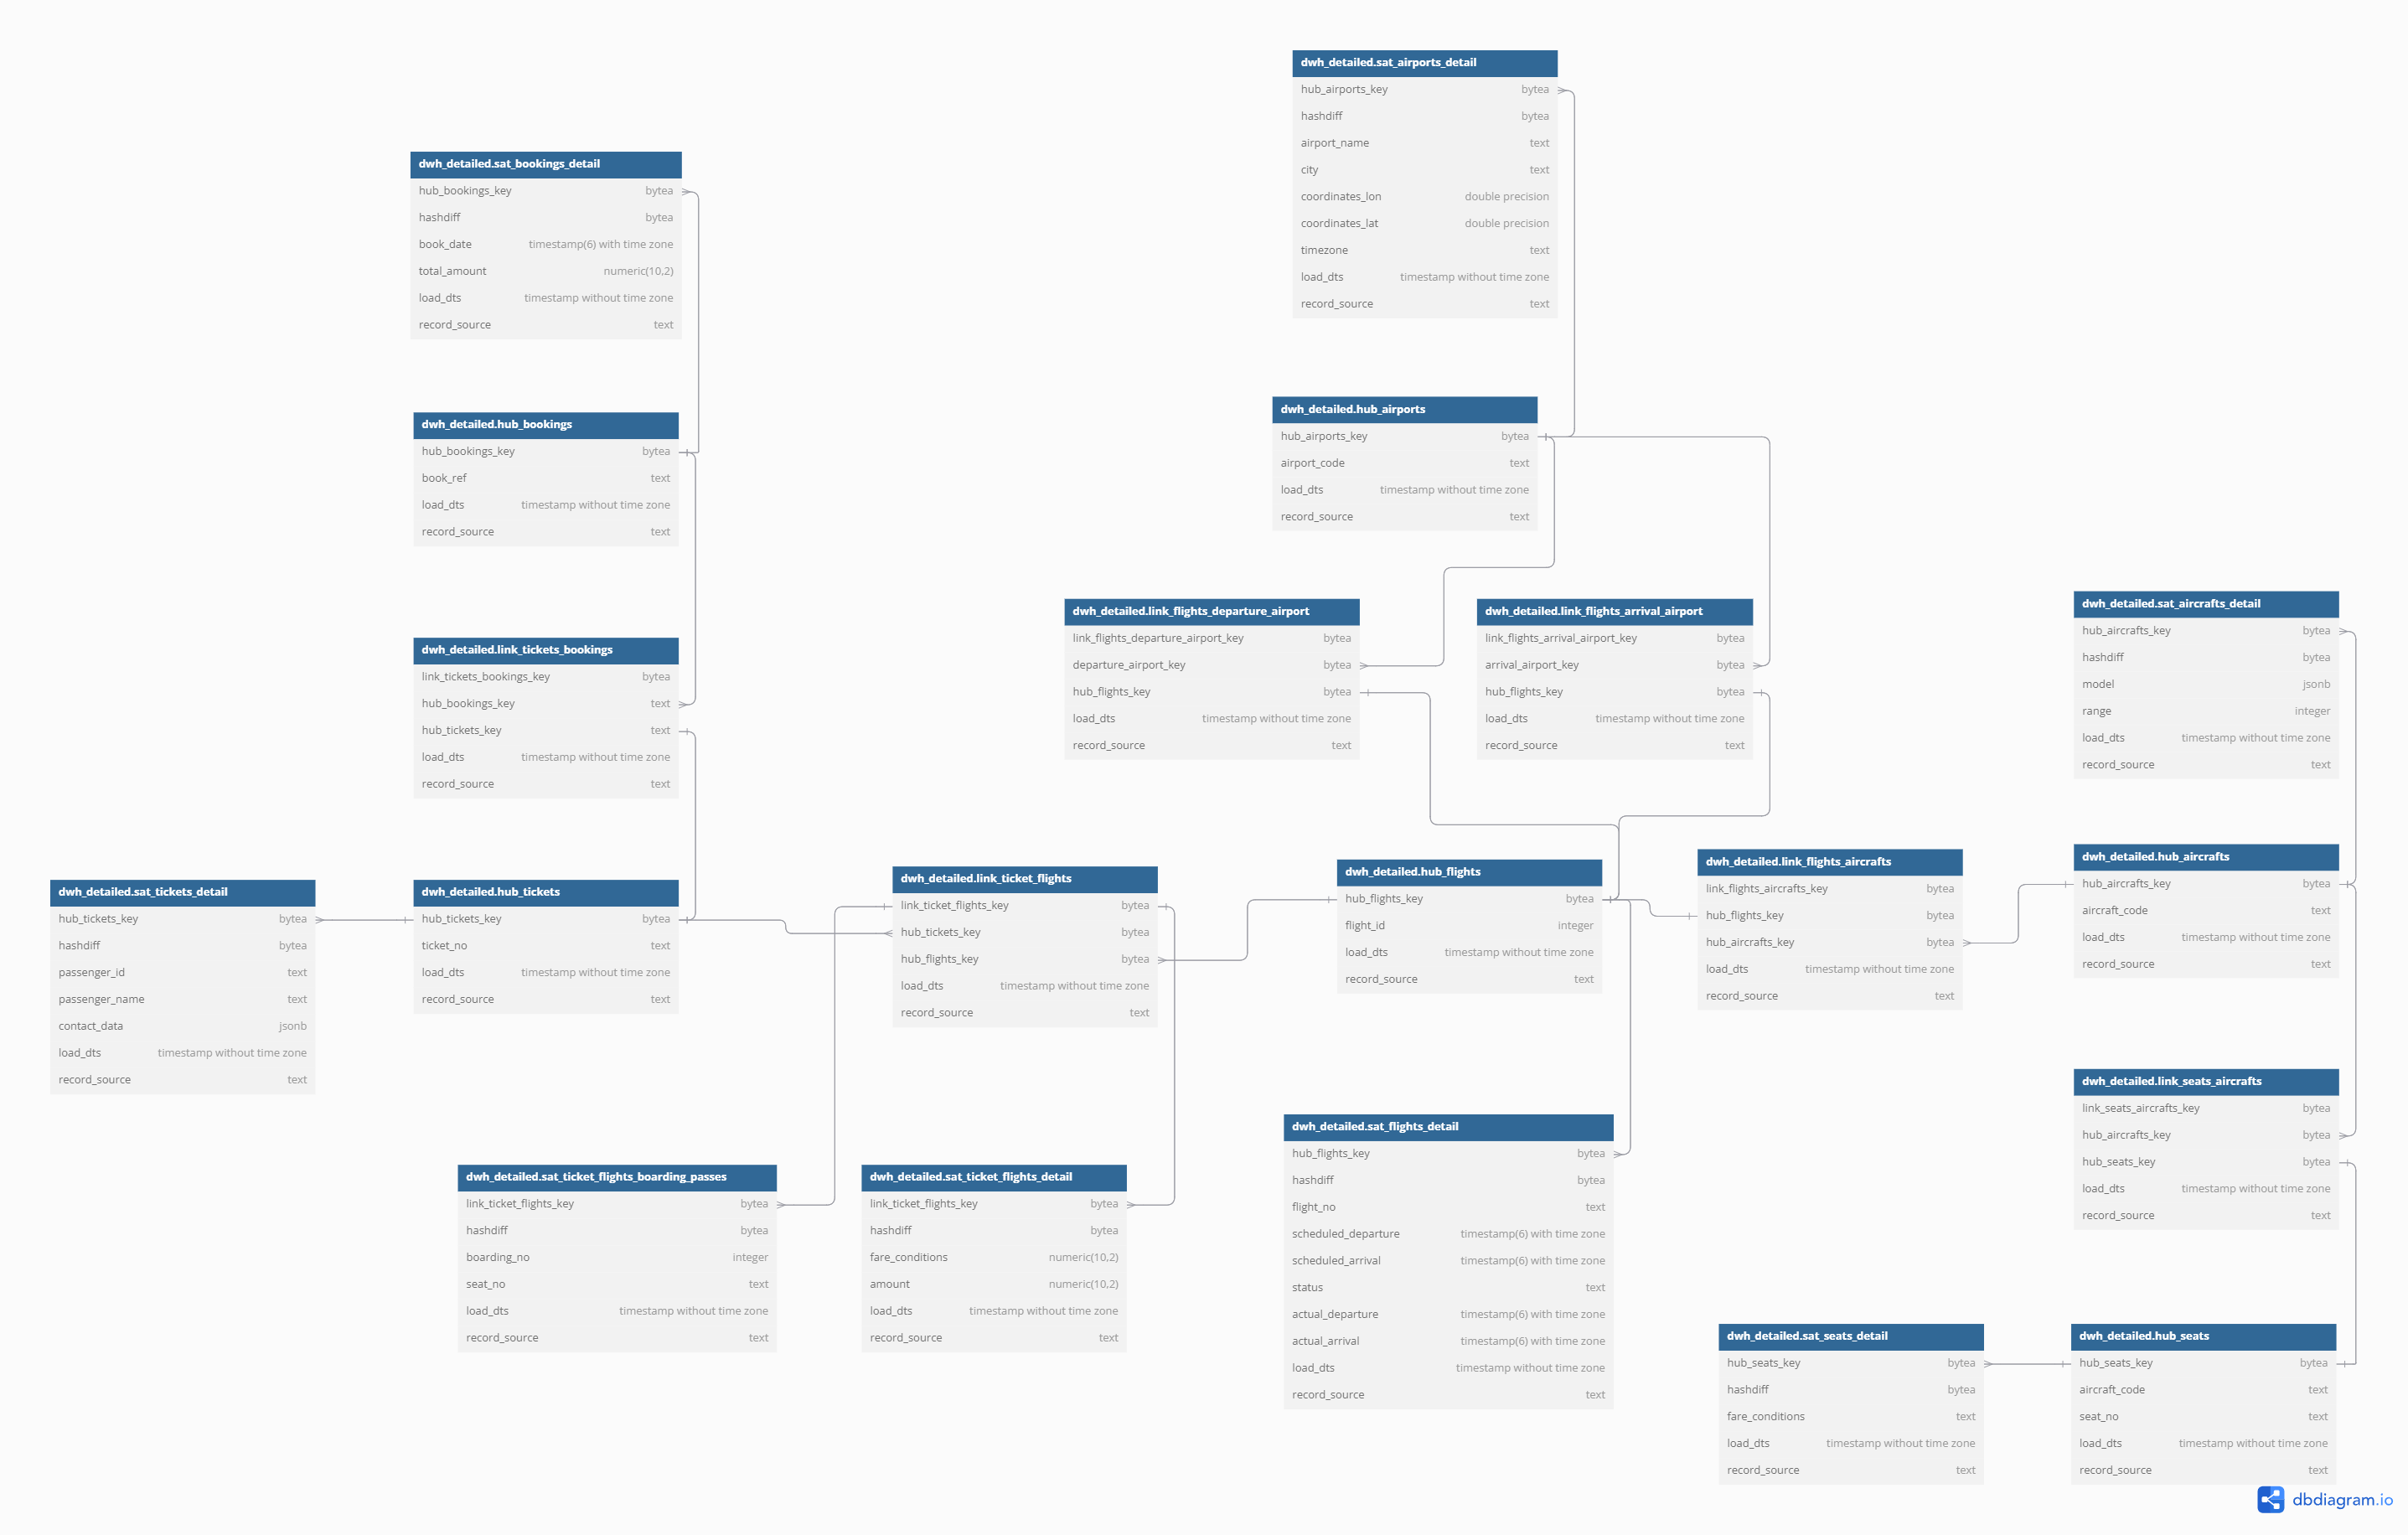 dwh_detailed.sat_airports_detail
hub_airports_key bytea
hashdiff bytea
airport_name text
city text
coordinates_lon double precision
coordinates_lat double precision
timezone text
load_dts timestamp without time zone
record_source text
dwh_detailed.sat_bookings_detail
hub_bookings_key bytea
hashdiff bytea
book_date timestamp(6) with time zone
total_amount numeric(10,2)
load_dts timestamp without time zone
record_source text
dwh_detailed.hub_airports
hub_airports_key bytea
airport_code text
load_dts timestamp without time zone
record_source text
dwh_detailed.hub_bookings
hub_bookings_key bytea
book_ref text
load_dts timestamp without time zone
record_source text
dwh_detailed.link_flights_departure_airport
link_flights_departure_airport_key bytea
departure_airport_key bytea
hub_flights_key bytea
load_dts timestamp without time zone
record_source text
dwh_detailed.link_flights_arrival_airport
link_flights_arrival_airport_key bytea
arrival_airport_key bytea
hub_flights_key bytea
load_dts timestamp without time zone
record_source text
dwh_detailed.sat_aircrafts_detail
hub_aircrafts_key bytea
hashdiff bytea
model jsonb
range integer
load_dts timestamp without time zone
record_source text
dwh_detailed.link_tickets_bookings
link_tickets_bookings_key bytea
hub_bookings_key text
hub_tickets_key text
load_dts timestamp without time zone
record_source text
dwh_detailed.sat_tickets_detail
hub_tickets_key bytea
hashdiff bytea
passenger_id text
passenger_name text
contact_data jsonb
load_dts timestamp without time zone
record_source text
dwh_detailed.hub_tickets
hub_tickets_key bytea
ticket_no text
load_dts timestamp without time zone
record_source text
dwh_detailed.link_ticket_flights
link_ticket_flights_key bytea
hub_tickets_key bytea
hub_flights_key bytea
load_dts timestamp without time zone
record_source text
dwh_detailed.hub_flights
hub_flights_key bytea
flight_id integer
load_dts timestamp without time zone
record_source text
dwh_detailed.link_flights_aircrafts
link_flights_aircrafts_key bytea
hub_flights_key bytea
hub_aircrafts_key bytea
load_dts timestamp without time zone
record_source text
dwh_detailed.hub_aircrafts
hub_aircrafts_key bytea
aircraft_code text
load_dts timestamp without time zone
record_source text
dwh_detailed.link_seats_aircrafts
link_seats_aircrafts_key bytea
hub_aircrafts_key bytea
hub_seats_key bytea
load_dts timestamp without time zone
record_source text
dwh_detailed.sat_ticket_flights_boarding_passes
link_ticket_flights_key bytea
hashdiff bytea
boarding_no integer
seat_no text
load_dts timestamp without time zone
record_source text
dwh_detailed.sat_ticket_flights_detail
link_ticket_flights_key bytea
hashdiff bytea
fare_conditions numeric(10,2)
amount numeric(10,2)
load_dts timestamp without time zone
record_source text
dwh_detailed.sat_flights_detail
hub_flights_key bytea
hashdiff bytea
flight_no text
scheduled_departure timestamp(6) with time zone
scheduled_arrival timestamp(6) with time zone
status text
actual_departure timestamp(6) with time zone
actual_arrival timestamp(6) with time zone
load_dts timestamp without time zone
record_source text
dwh_detailed.sat_seats_detail
hub_seats_key bytea
hashdiff bytea
fare_conditions text
load_dts timestamp without time zone
record_source text
dwh_detailed.hub_seats
hub_seats_key bytea
aircraft_code text
seat_no text
load_dts timestamp without time zone
record_source text
dbdiagram.io